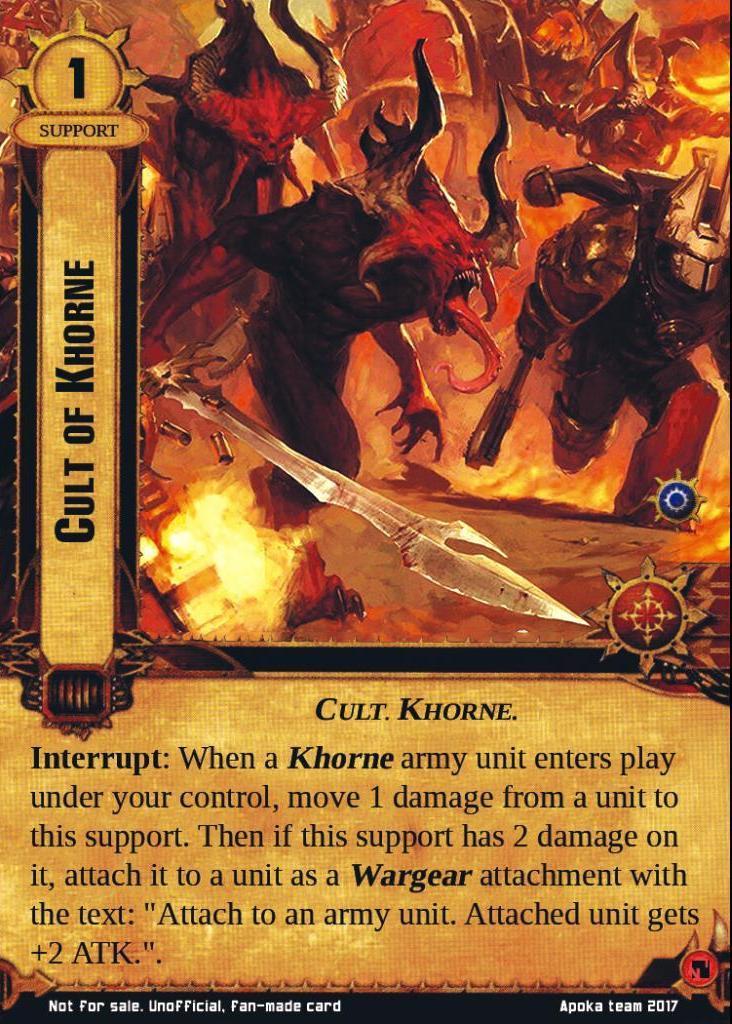 1
SUPPORT
CULT OF KHORNE
CULT. KHORNE.
Interrupt: When a Khorne army unit enters play
under your control, move 1 damage from a unit to
this support. Then if this support has 2 damage on
it, attach it to a unit as a Wargear attachment with
the text: "Attach to an army unit. Attached unit gets
+2 ATK.".
Not for sale. Unofficial, fan-made card
Apoka team 2017